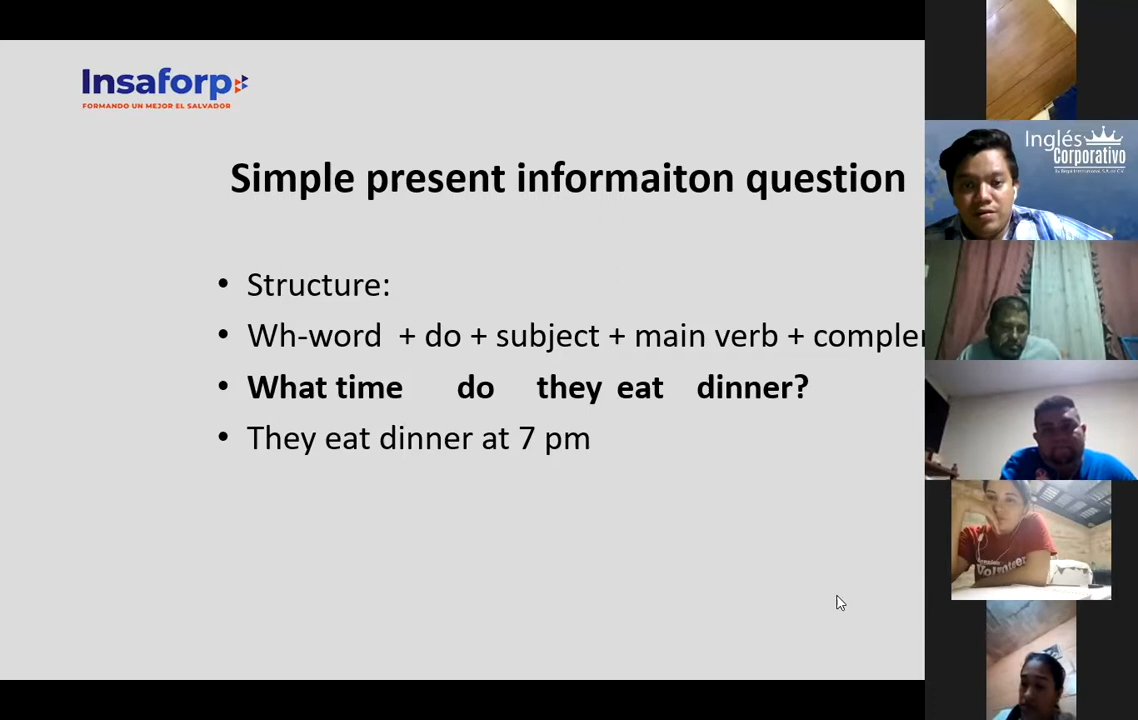 Insaforp
FORMANDO UN MEJOR EL SALVADOR
Simple present informaiton question
• Structure:
• Wh-word + do + subject + main verb +
• What time do they eat dinner?
• They eat dinner at 7 pm
Inglés
Corporativo
Volunteer